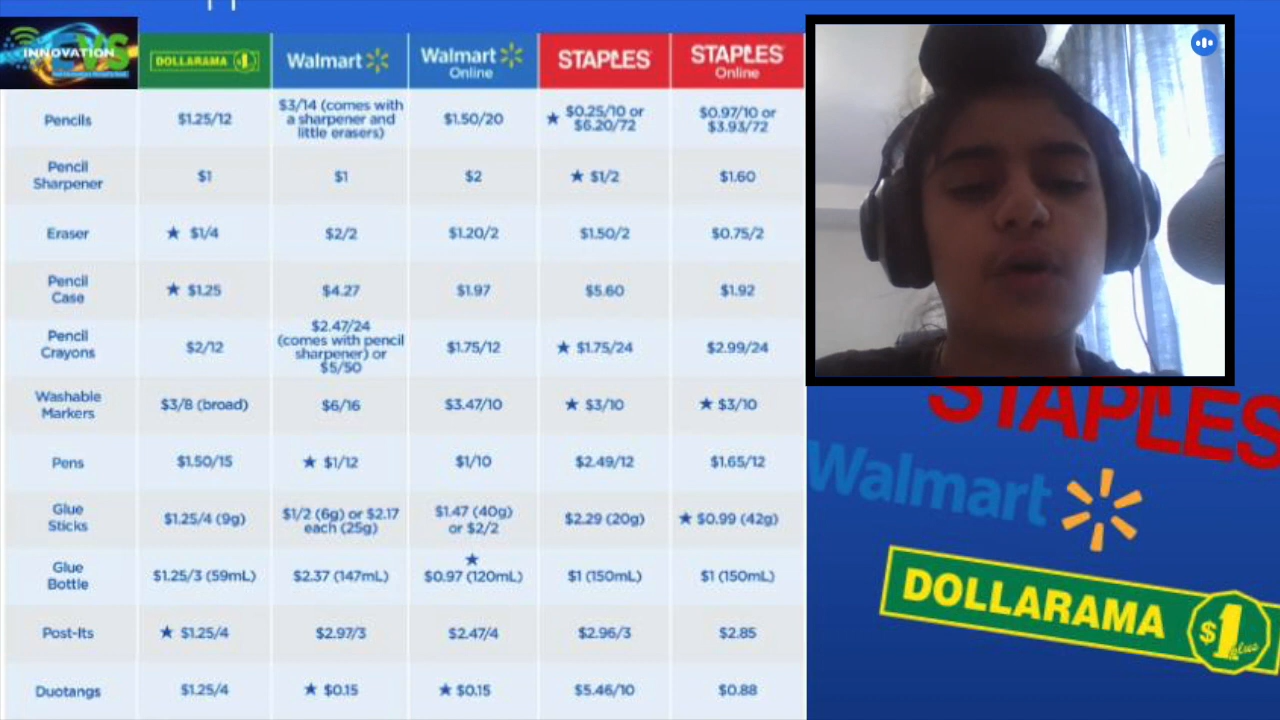 INNOVATION
DOLLARAMA $1
Walmart
Walmart
Online
STAPLES
STAPLES
Online
Pencils
$1.25/12
$3/14 (comes with
a sharpener and
little erasers)
$1.50/20
★ $0.25/10 or
$6.20/72
$0.97/10 or
$3.93/72
Pencil
Sharpener
$1
$1
$2
★ $1/2
$1.60
Eraser
★ $1/4
$2/2
$1.20/2
$1.50/2
$0.75/2
Pencil
Case
★ $1.25
$4.27
$1.97
$5.60
$1.92
Pencil
Crayons
$2/12
$2.47/24
(comes with pencil
sharpener) or
$5/50
$1.75/12
★ $1.75/24
$2.99/24
Washable
Markers
$3/8 (broad)
$6/16
$3.47/10
★ $3/10
★ $3/10
Pens
$1.50/15
★ $1/12
$1/10
$2.49/12
$1.65/12
Glue
Sticks
$1.25/4 (9g)
$1/2 (6g) or $2.17
each (25g)
$1.47 (40g)
or $2/2
$2.29 (20g)
★ $0.99 (42g)
Glue
Bottle
$1.25/3 (59mL)
$2.37 (147mL)
★
$0.97 (120mL)
$1 (150mL)
$1 (150mL)
Post-Its
★ $1.25/4
$2.97/3
$2.47/4
$2.96/3
$2.85
Duotangs
$1.25/4
★ $0.15
★ $0.15
$5.46/10
$0.88
STAPLES
Walmart
DOLLARAMA $1 plus